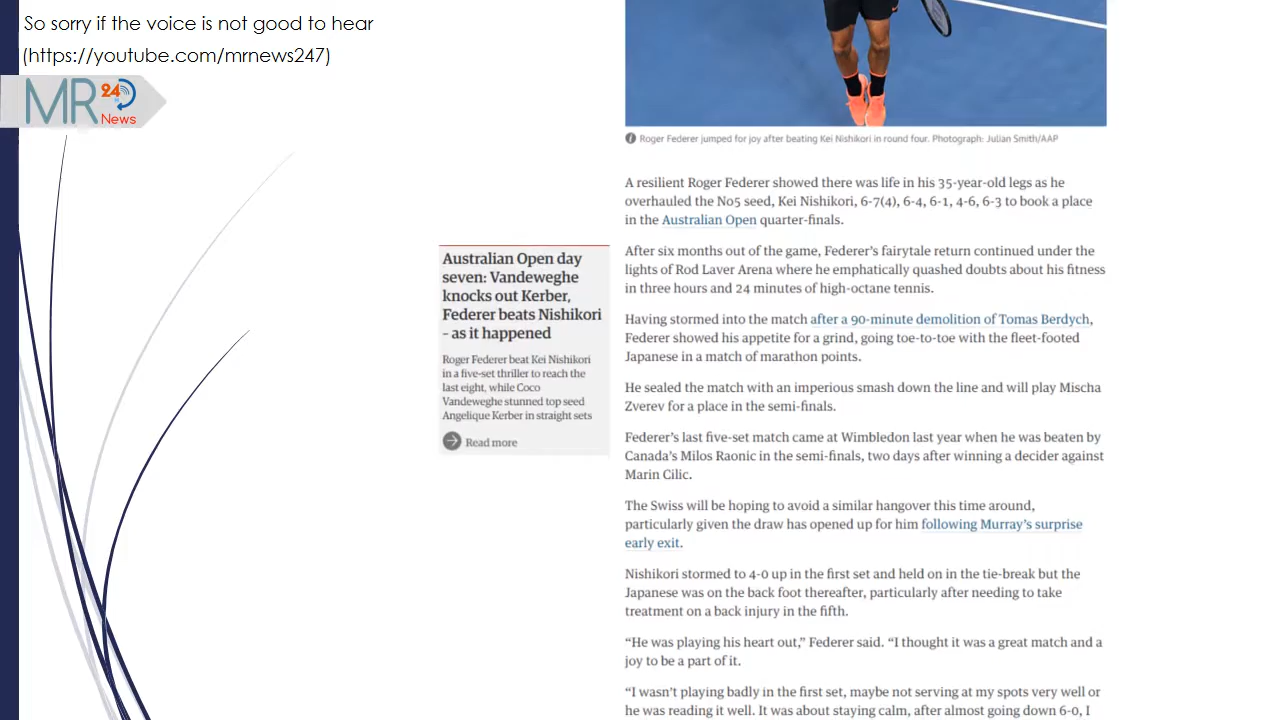 So sorry if the voice is not good to hear
(https://youtube.com/mrnews247)
MR 24
News
Roger Federer jumped for joy after beating Kei Nishikori in round four. Photograph: Julian Smith/AAP
A resilient Roger Federer showed there was life in his 35-year-old legs as he
overhauled the No5 seed, Kei Nishikori, 6-7(4), 6-4, 6-1, 4-6, 6-3 to book a place
in the Australian Open quarter-finals.
After six months out of the game, Federer's fairytale return continued under the
lights of Rod Laver Arena where he emphatically quashed doubts about his fitness
in three hours and 24 minutes of high-octane tennis.
Having stormed into the match after a 90-minute demolition of Tomas Berdych,
Federer showed his appetite for a grind, going toe-to-toe with the fleet-footed
Japanese in a match of marathon points.
He sealed the match with an imperious smash down the line and will play Mischa
Zverev for a place in the semi-finals.
Federer's last five-set match came at Wimbledon last year when he was beaten by
Canada's Milos Raonic in the semi-finals, two days after winning a decider against
Marin Cilic.
The Swiss will be hoping to avoid a similar hangover this time around,
particularly given the draw has opened up for him following Murray's surprise
early exit.
Nishikori stormed to 4-0 up in the first set and held on in the tie-break but the
Japanese was on the back foot thereafter, particularly after needing to take
treatment on a back injury in the fifth.
“He was playing his heart out,” Federer said. “I thought it was a great match and a
joy to be a part of it.
“I wasn't playing badly in the first set, maybe not serving at my spots very well or
he was reading it well. It was about staying calm, after almost going down 6-0, I
Australian Open day
seven: Vandeweghe
knocks out Kerber,
Federer beats Nishikori
– as it happened
Roger Federer beat Kei Nishikori
in a five-set thriller to reach the
last eight, while Coco
Vandeweghe stunned top seed
Angelique Kerber in straight sets
Read more